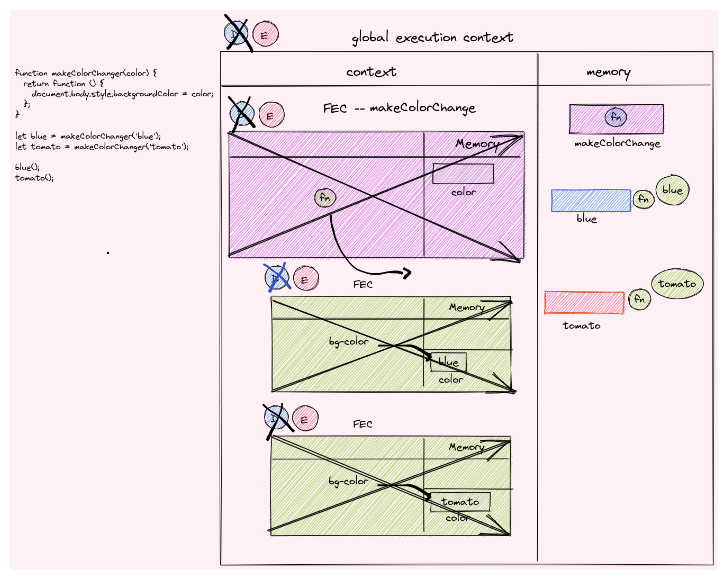 D E
global execution context
function makeColorChanger(color) {
return function () {
document.body.style.backgroundColor = color;
};
}
let blue = makeColorChanger('blue');
let tomato = makeColorChanger('tomato');
blue();
tomato();
context
memory
D E
FEC -- makeColorChange
Memory
color
fn
fn
makeColorChange
fn
blue
blue
fn
tomato
tomato
D E
FEC
Memory
bg-color
blue
color
D E
FEC
Memory
bg-color
tomato
color